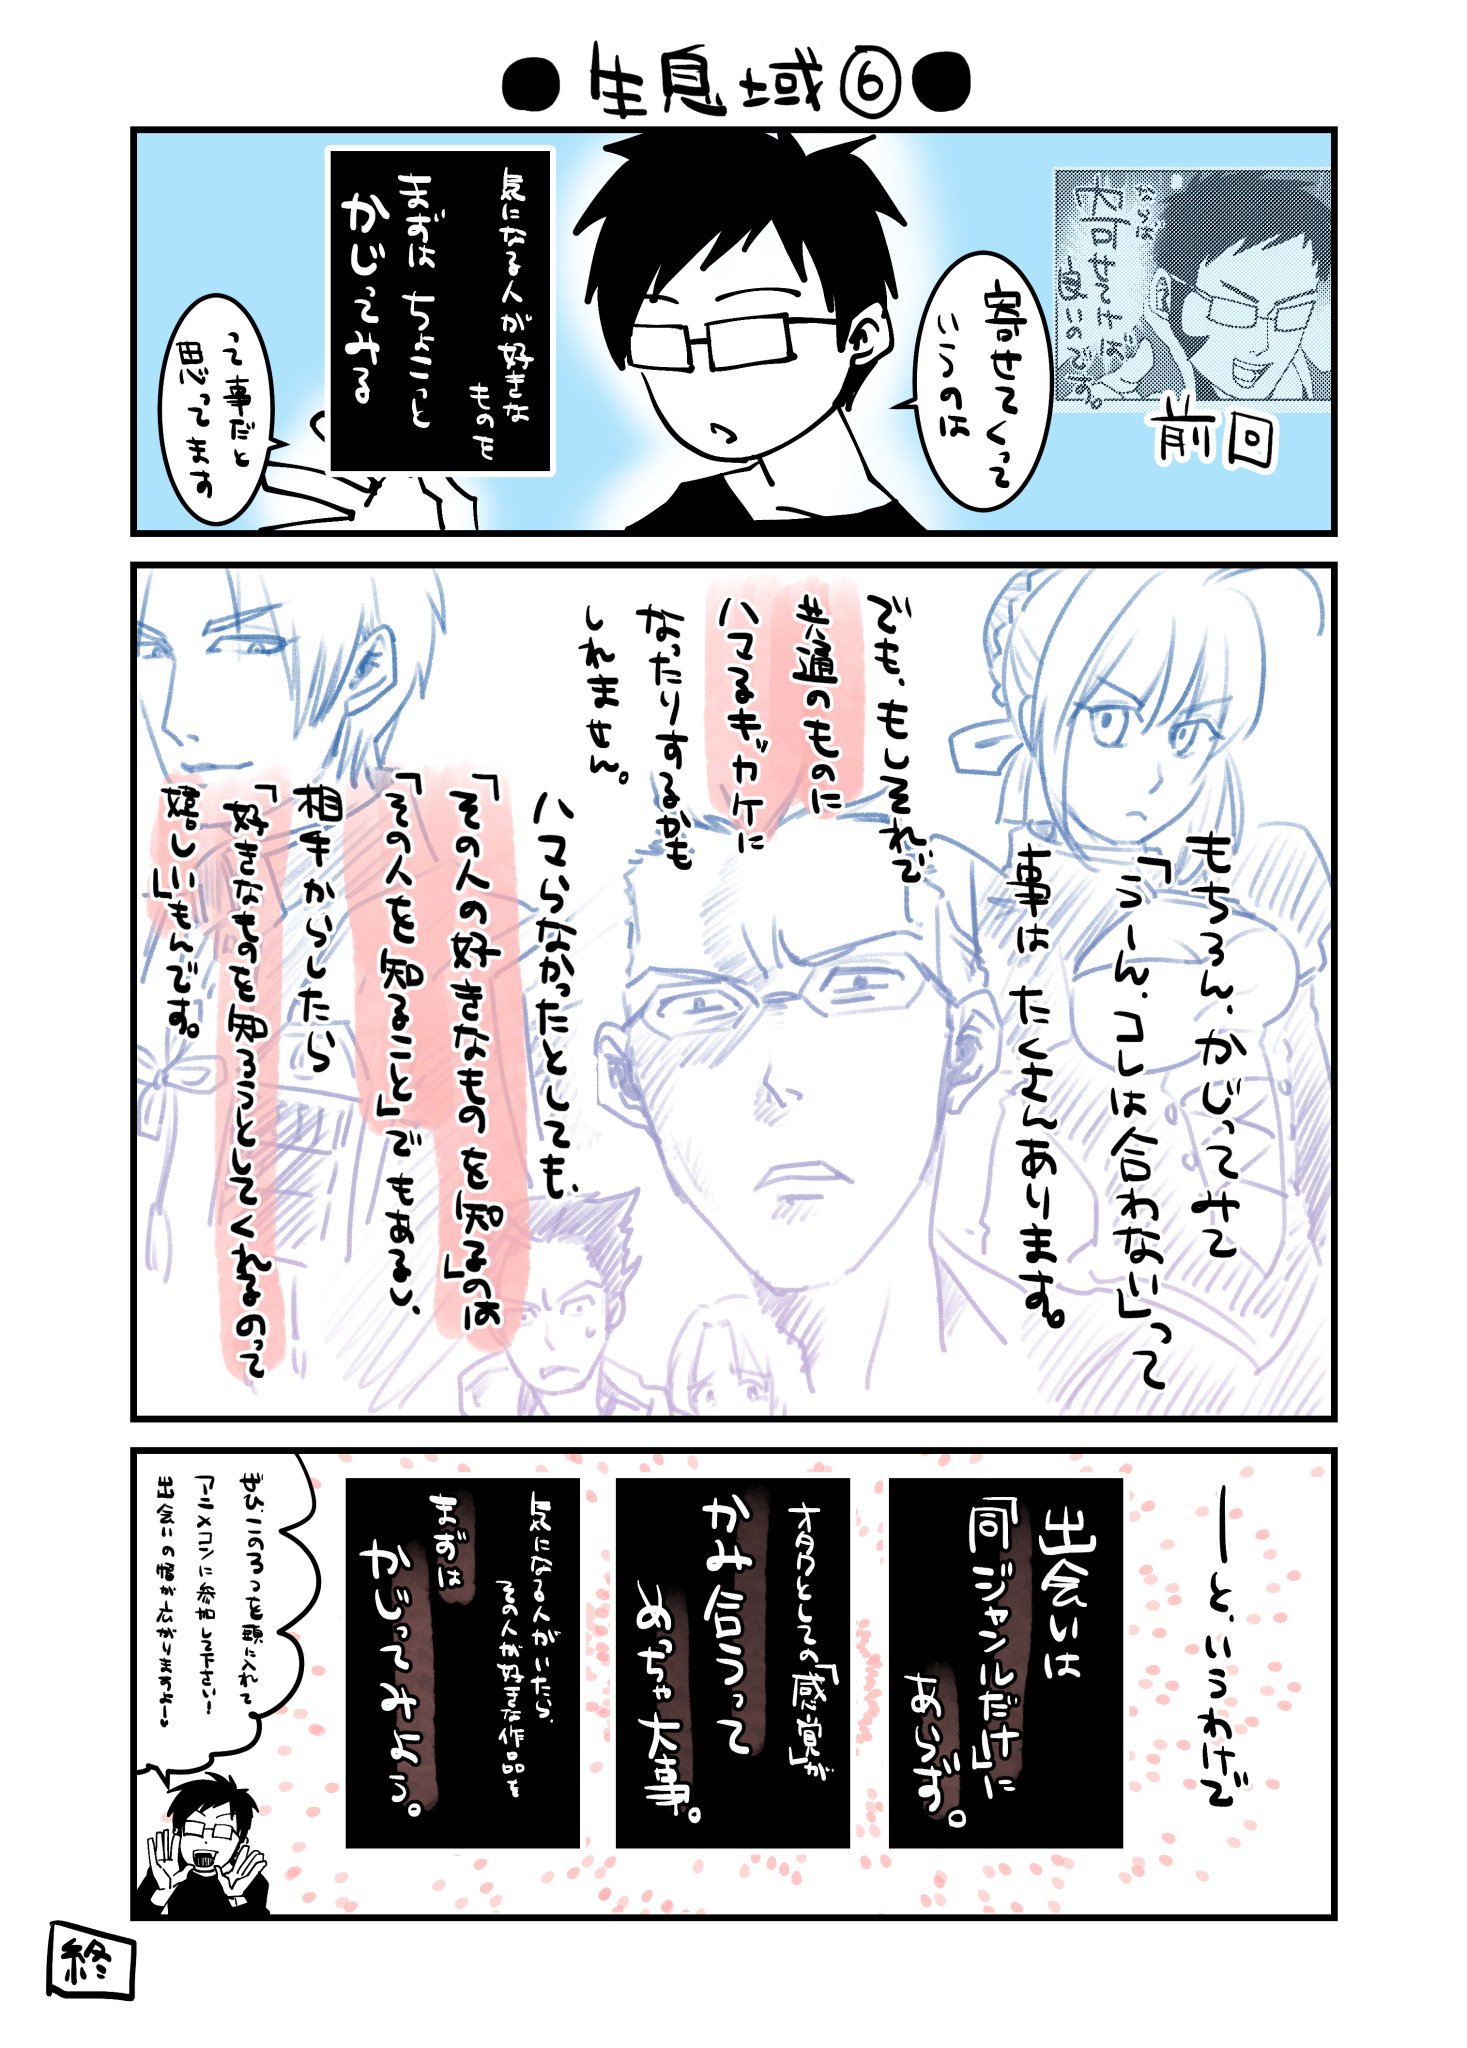 ●生息域⑥●
ならば
寄せてけば
良いのです。
前回
寄せてくって
いうのは
気になる人が好きな
ものを
まずは ちょこっと
かじってみる
って事だと
思ってます
もちろん、かじってみて
「うーん、コレは合わない」って
事は たくさんあります。
でも、もしそれで
共通のものに
ハマるキッカケに
なったりするかも
しれません。
ハマらなかったとしても、
「その人の好きなものを知る」のは
「その人を知ること」でもあるし、
相手からしたら
「好きなものを知ろうとしてくれるのって
嬉しい」もんです。
――と、いうわけで
出会いは
「同ジャンルだけ」に
あらず。
オタクとしての「感覚」が
かみ合うって
めっちゃ大事。
気になる人がいたら、
その人が好きな作品を
まずは
かじってみよう。
ぜひ、この3つを頭に入れて
アニメコンに参加して下さいー
出会いの幅が広がりますよー♥
終